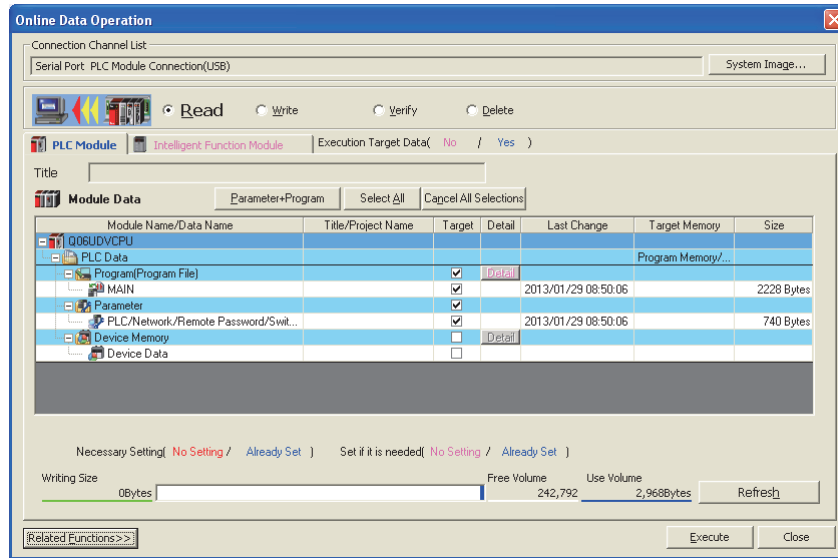 Online Data Operation
Connection Channel List
Serial Port PLC Module Connection(USB)
System Image...
Read
Write
Verify
Delete
PLC Module
Intelligent Function Module
Execution Target Data( No / Yes )
Title
Module Data
Parameter+Program
Select All
Cancel All Selections
Module Name/Data Name Title/Project Name Target Detail Last Change Target Memory Size
Q06UDVCPU
PLC Data Program Memory/...
Program(Program File) Detail
MAIN 2013/01/29 08:50:06 2228 Bytes
Parameter
PLC/Network/Remote Password/Swit... 2013/01/29 08:50:06 740 Bytes
Device Memory Detail
Device Data
Necessary Setting( No Setting / Already Set ) Set if it is needed( No Setting / Already Set )
Writing Size Free Volume Use Volume
0Bytes 242,792 2,968Bytes Refresh
Related Functions>>
Execute
Close